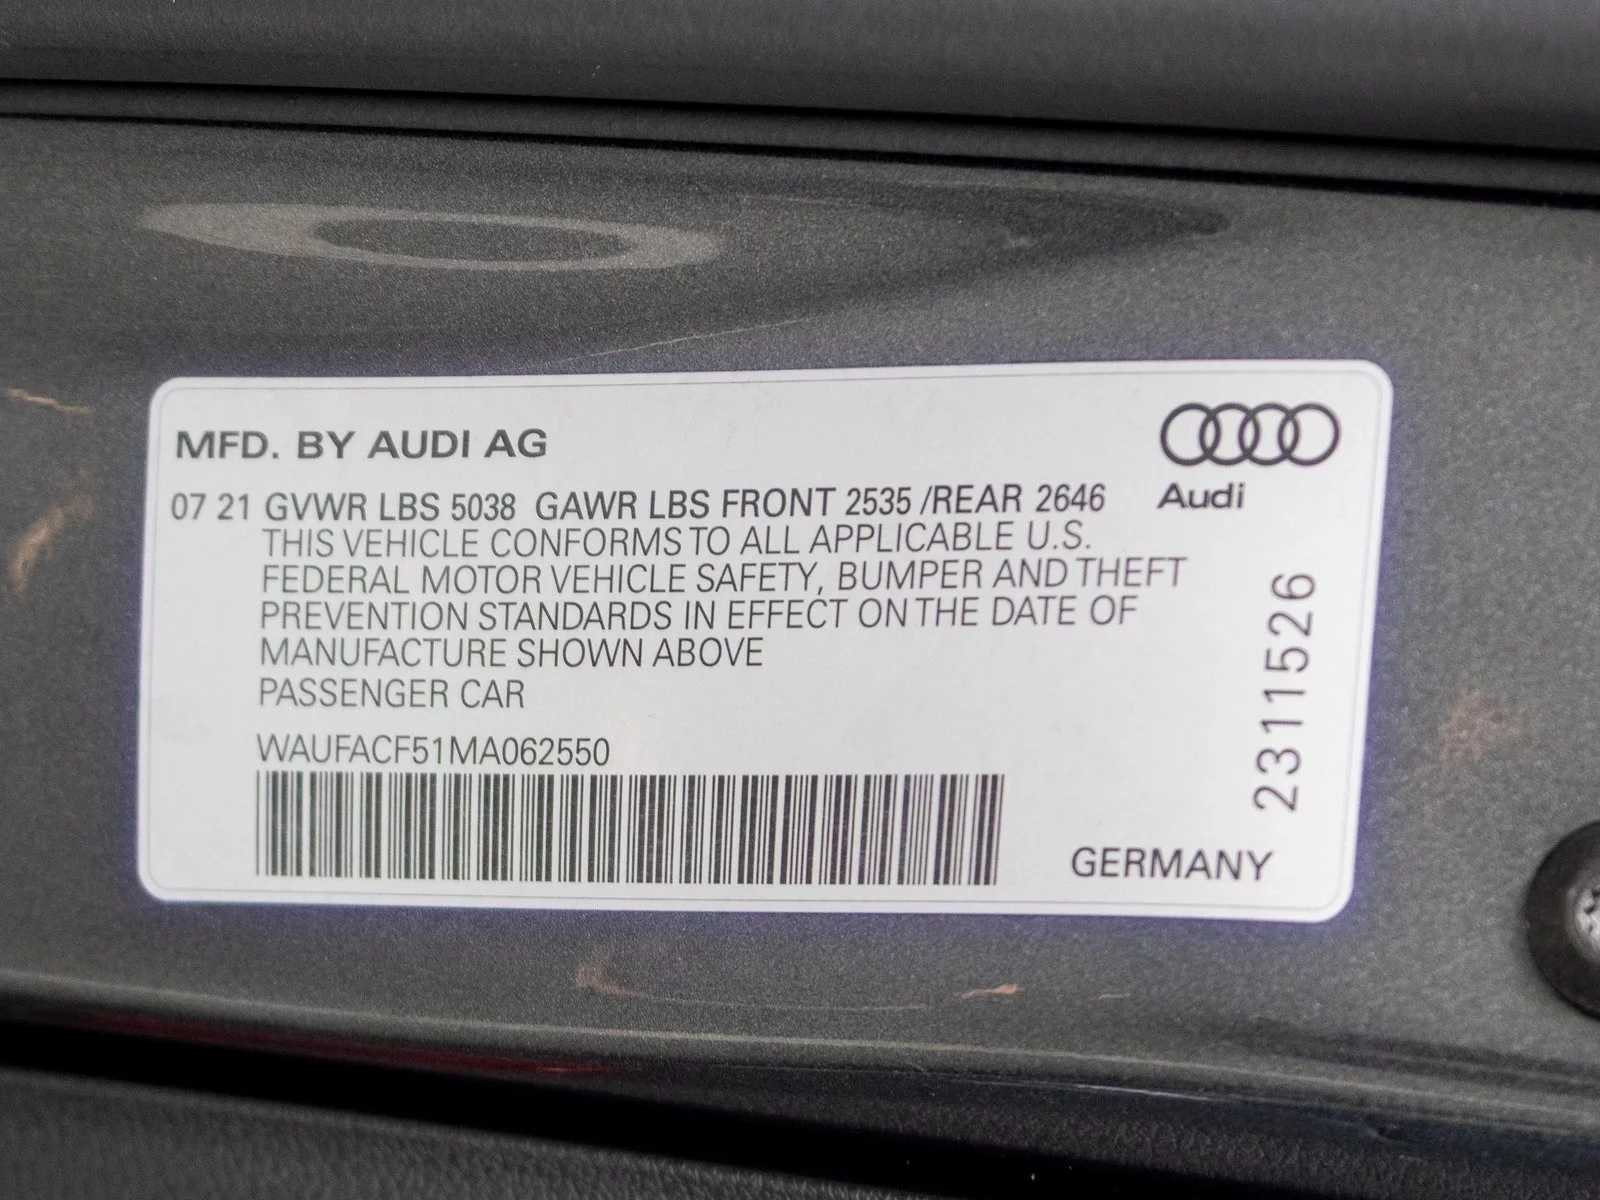 MFD. BY AUDI AG
Audi
07 21 GVWR LBS 5038 GAWR LBS FRONT 2535 /REAR 2646
THIS VEHICLE CONFORMS TO ALL APPLICABLE U.S.
FEDERAL MOTOR VEHICLE SAFETY, BUMPER AND THEFT
PREVENTION STANDARDS IN EFFECT ON THE DATE OF
MANUFACTURE SHOWN ABOVE
PASSENGER CAR
WAUFACF51MA062550
2311526
GERMANY